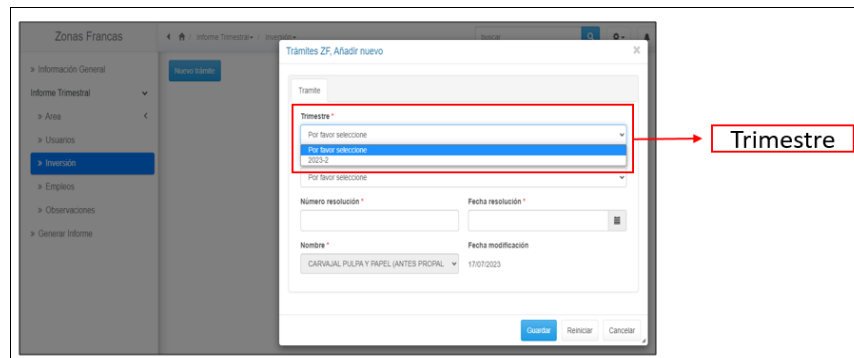 Zonas Francas
/ Informe Trimestral / Inversión
buscar
» Información General
Informe Trimestral
» Area
» Usuarios
» Inversión
» Empleos
» Observaciones
» Generar Informe
Nuevo trámite
Trámites ZF, Añadir nuevo
Tramite
Trimestre *
Por favor seleccione
Por favor seleccione
2023-2
Por favor seleccione
Número resolución * Fecha resolución *
Nombre * Fecha modificación
CARVAJAL PULPA Y PAPEL (ANTES PROPAL 17/07/2023
Guardar Reiniciar Cancelar
Trimestre